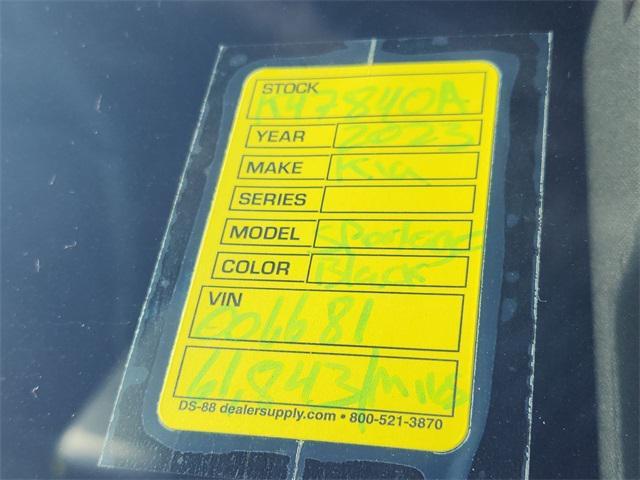 STOCK
K47840A
YEAR 2023
MAKE Kia
SERIES
MODEL Sportage
COLOR Black
VIN
006681
61,843/miles
DS-88 dealersupply.com • 800-521-3870